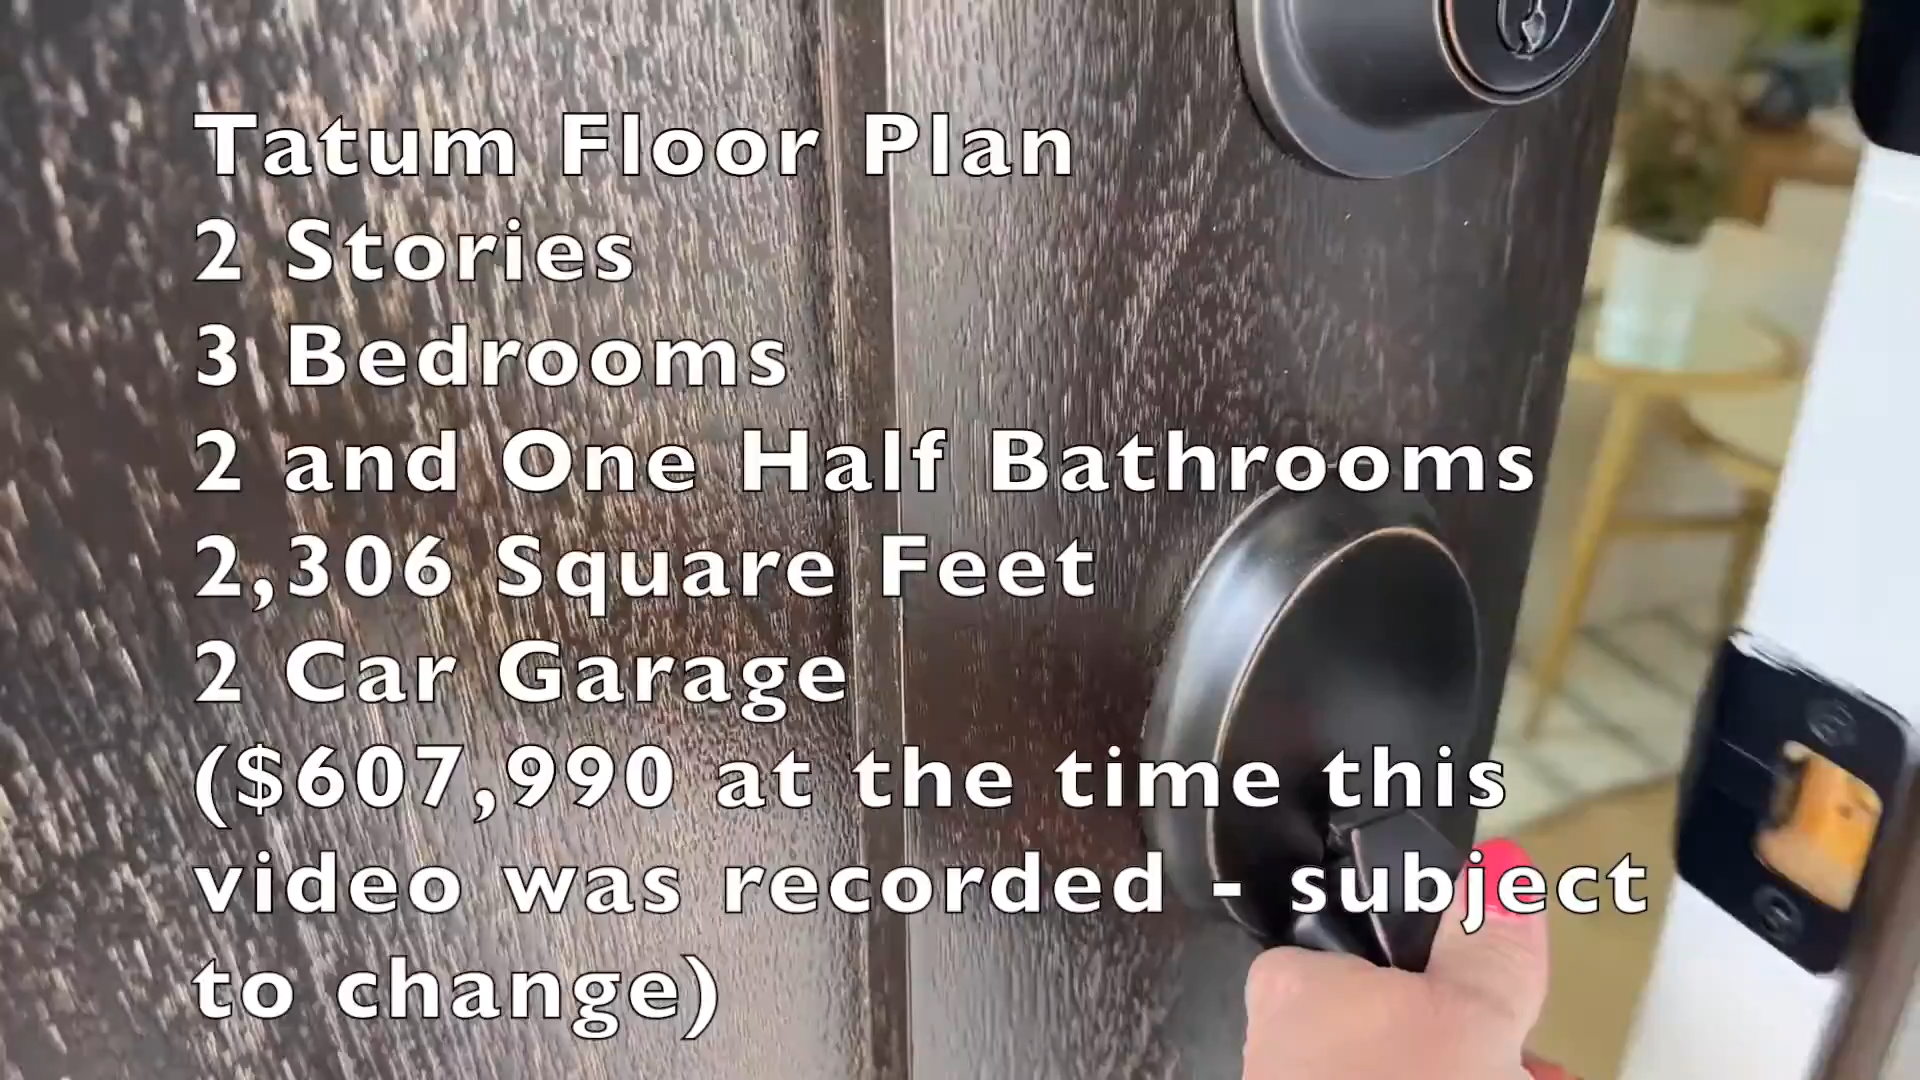 Tatum Floor Plan
2 Stories
3 Bedrooms
2 and One Half Bathrooms
2,306 Square Feet
2 Car Garage
($607,990 at the time this
video was recorded - subject
to change)